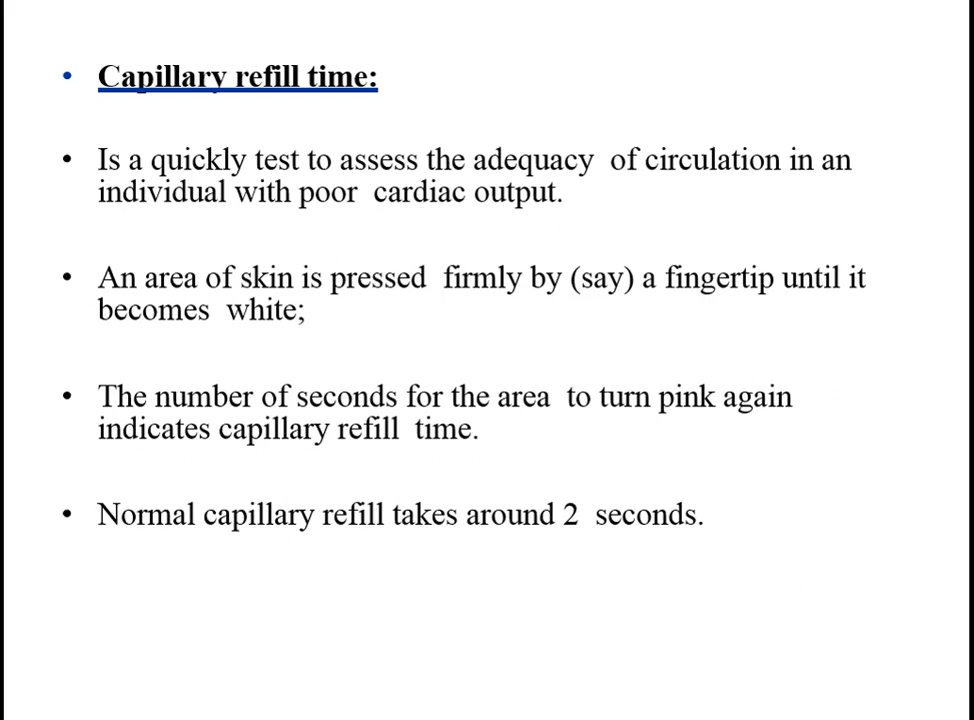 • Capillary refill time:
• Is a quickly test to assess the adequacy of circulation in an
individual with poor cardiac output.
• An area of skin is pressed firmly by (say) a fingertip until it
becomes white;
• The number of seconds for the area to turn pink again
indicates capillary refill time.
• Normal capillary refill takes around 2 seconds.